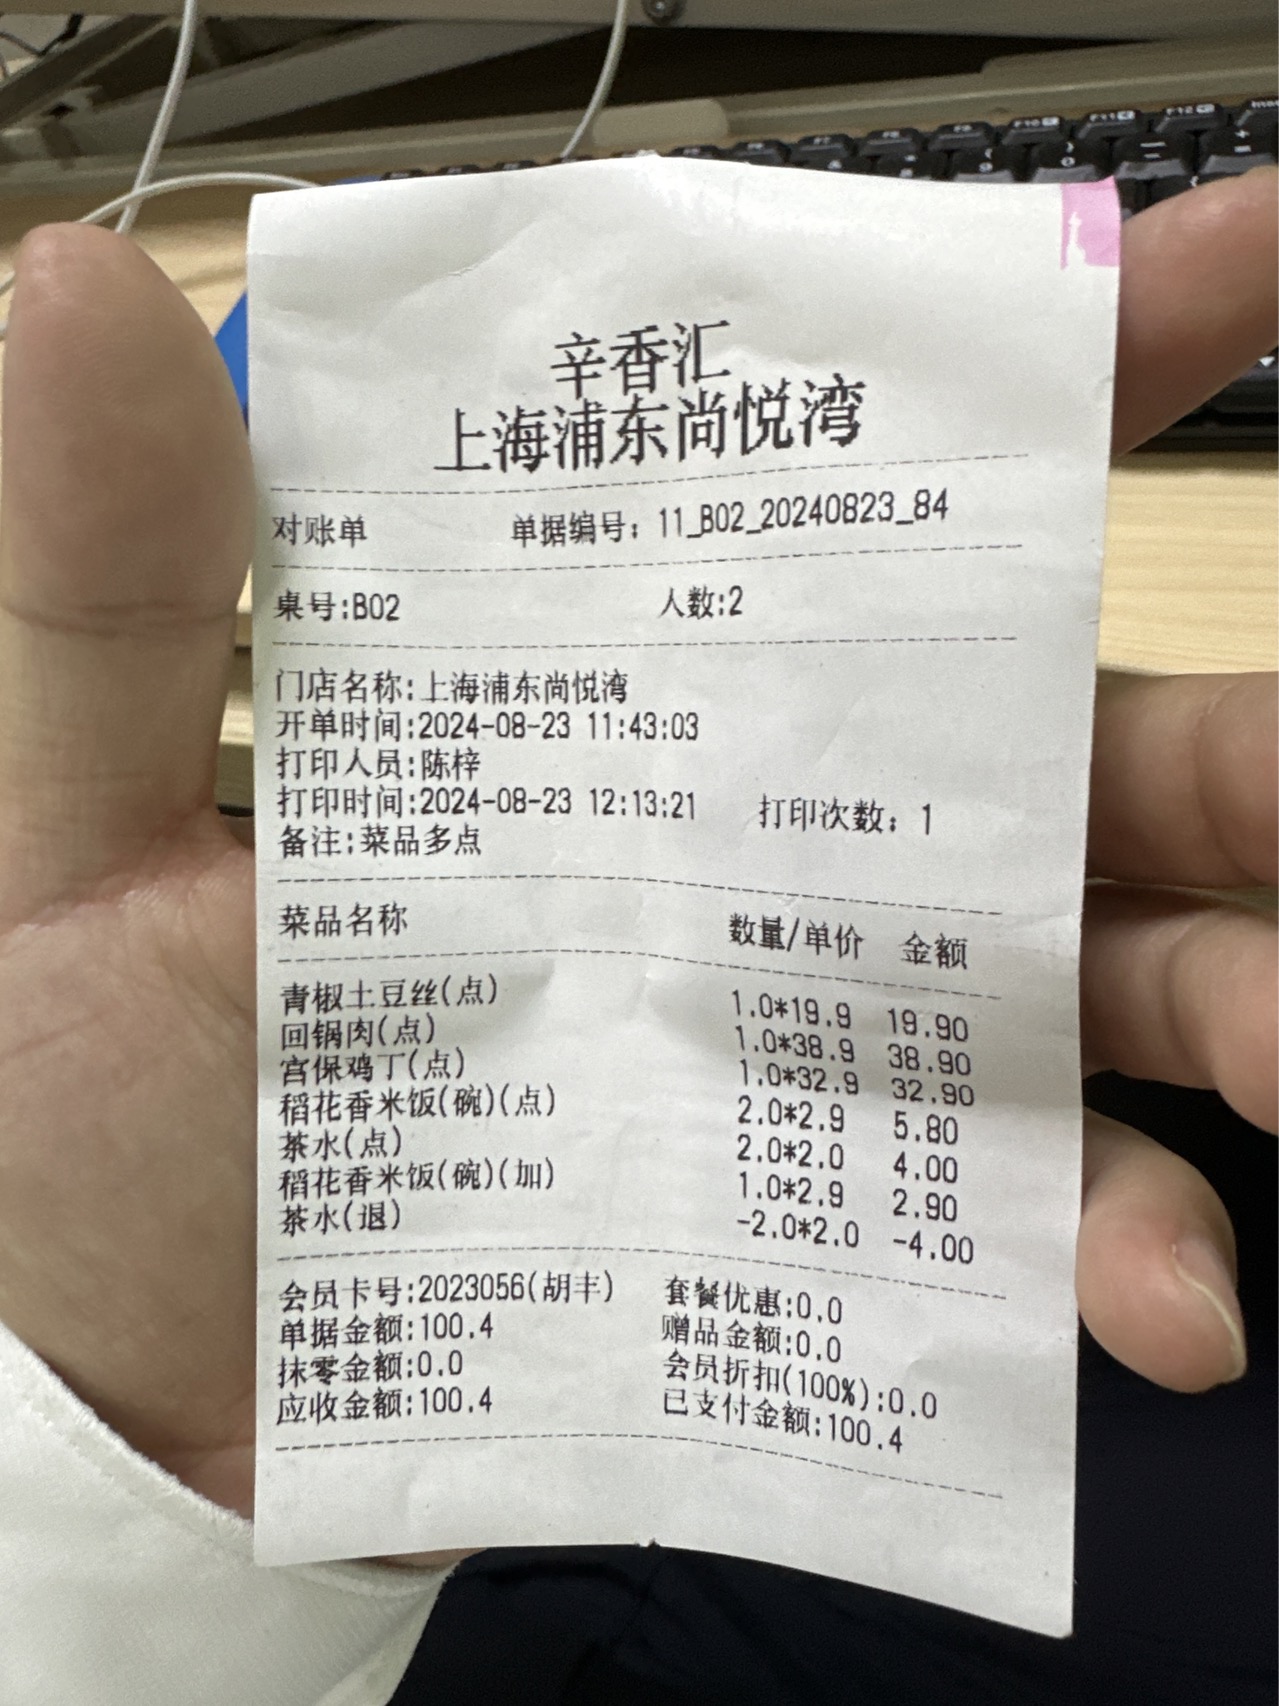 辛香汇
上海浦东尚悦湾
对账单 单据编号：11_B02_20240823_84
桌号:B02 人数:2
门店名称:上海浦东尚悦湾
开单时间:2024-08-23 11:43:03
打印人员:陈梓
打印时间:2024-08-23 12:13:21 打印次数：1
备注:菜品多点
菜品名称 数量/单价 金额
青椒土豆丝(点) 1.0*19.9 19.90
回锅肉(点) 1.0*38.9 38.90
宫保鸡丁(点) 1.0*32.9 32.90
稻花香米饭(碗)(点) 2.0*2.9 5.80
茶水(点) 2.0*2.0 4.00
稻花香米饭(碗)(加) 1.0*2.9 2.90
茶水(退) -2.0*2.0 -4.00
会员卡号:2023056(胡丰) 套餐优惠:0.0
单据金额:100.4 赠品金额:0.0
抹零金额:0.0 会员折扣(100%):0.0
应收金额:100.4 已支付金额:100.4